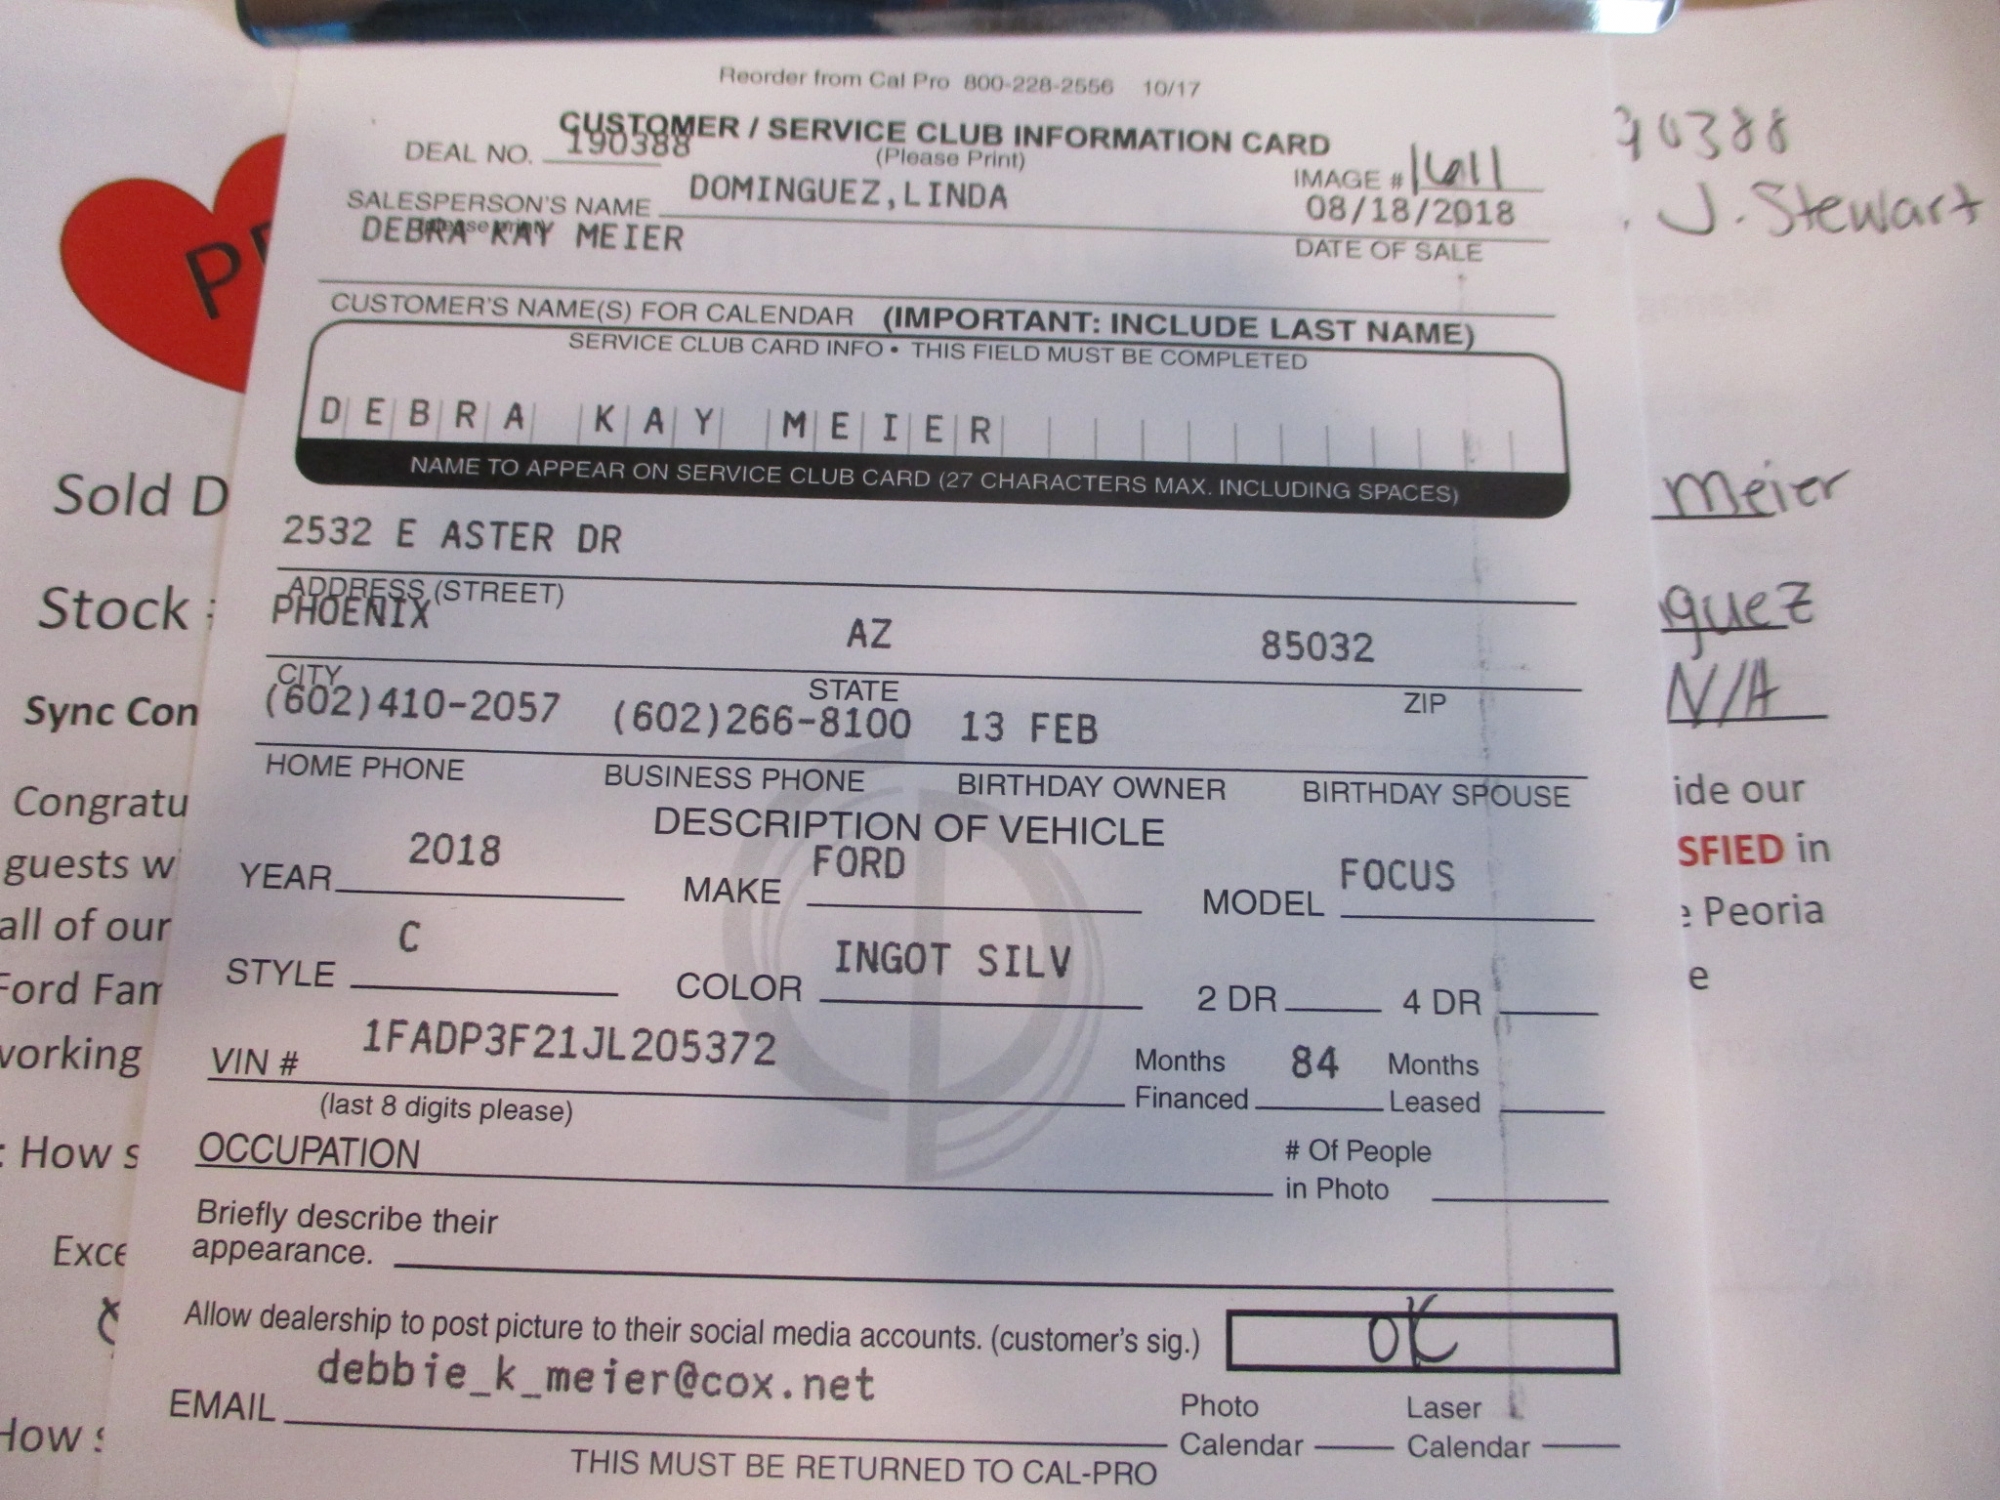 Reorder from Cal Pro 800-228-2556 10/17
CUSTOMER / SERVICE CLUB INFORMATION CARD
DEAL NO. 190388 (Please Print)
IMAGE #
SALESPERSON'S NAME DOMINGUEZ,LINDA 08/18/2018
(please print)
DEBRA KAY MEIER DATE OF SALE
CUSTOMER'S NAME(S) FOR CALENDAR (IMPORTANT: INCLUDE LAST NAME)
SERVICE CLUB CARD INFO • THIS FIELD MUST BE COMPLETED
DEBRA KAY MEIER
NAME TO APPEAR ON SERVICE CLUB CARD (27 CHARACTERS MAX. INCLUDING SPACES)
2532 E ASTER DR
ADDRESS (STREET)
PHOENIX AZ 85032
CITY STATE ZIP
(602)410-2057 (602)266-8100 13 FEB
HOME PHONE BUSINESS PHONE BIRTHDAY OWNER BIRTHDAY SPOUSE
DESCRIPTION OF VEHICLE
YEAR 2018 MAKE FORD MODEL FOCUS
STYLE C COLOR INGOT SILV 2 DR 4 DR
VIN # 1FADP3F21JL205372 Months Financed 84 Months Leased
(last 8 digits please)
OCCUPATION # Of People in Photo
Briefly describe their
appearance.
Allow dealership to post picture to their social media accounts. (customer's sig.) OK
EMAIL debbie_k_meier@cox.net Photo Calendar Laser Calendar
THIS MUST BE RETURNED TO CAL-PRO
90388
J. Stewart
Sold D
Meier
Stock :
guez
Sync Con
N/A
Congratu
ide our
guests w
SFIED in
all of our
e Peoria
Ford Fam
e
working
: How s
Exce
How s